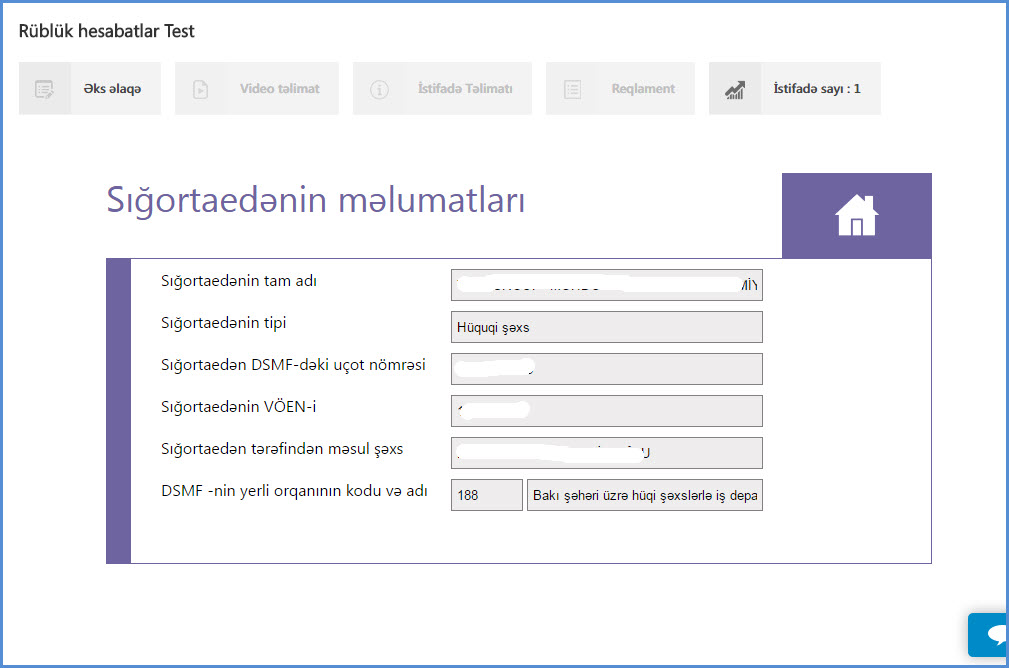 Rüblük hesabatlar Test
Əks əlaqə
Video təlimat
İstifadə Təlimatı
Reqlament
İstifadə sayı : 1
Sığortaedənin məlumatları
Sığortaedənin tam adı
Sığortaedənin tipi
Hüquqi şəxs
Sığortaedən DSMF-dəki uçot nömrəsi
Sığortaedənin VÖEN-i
Sığortaedən tərəfindən məsul şəxs
DSMF -nin yerli orqanının kodu və adı
188
Bakı şəhəri üzrə hüqi şəxslərlə iş depa